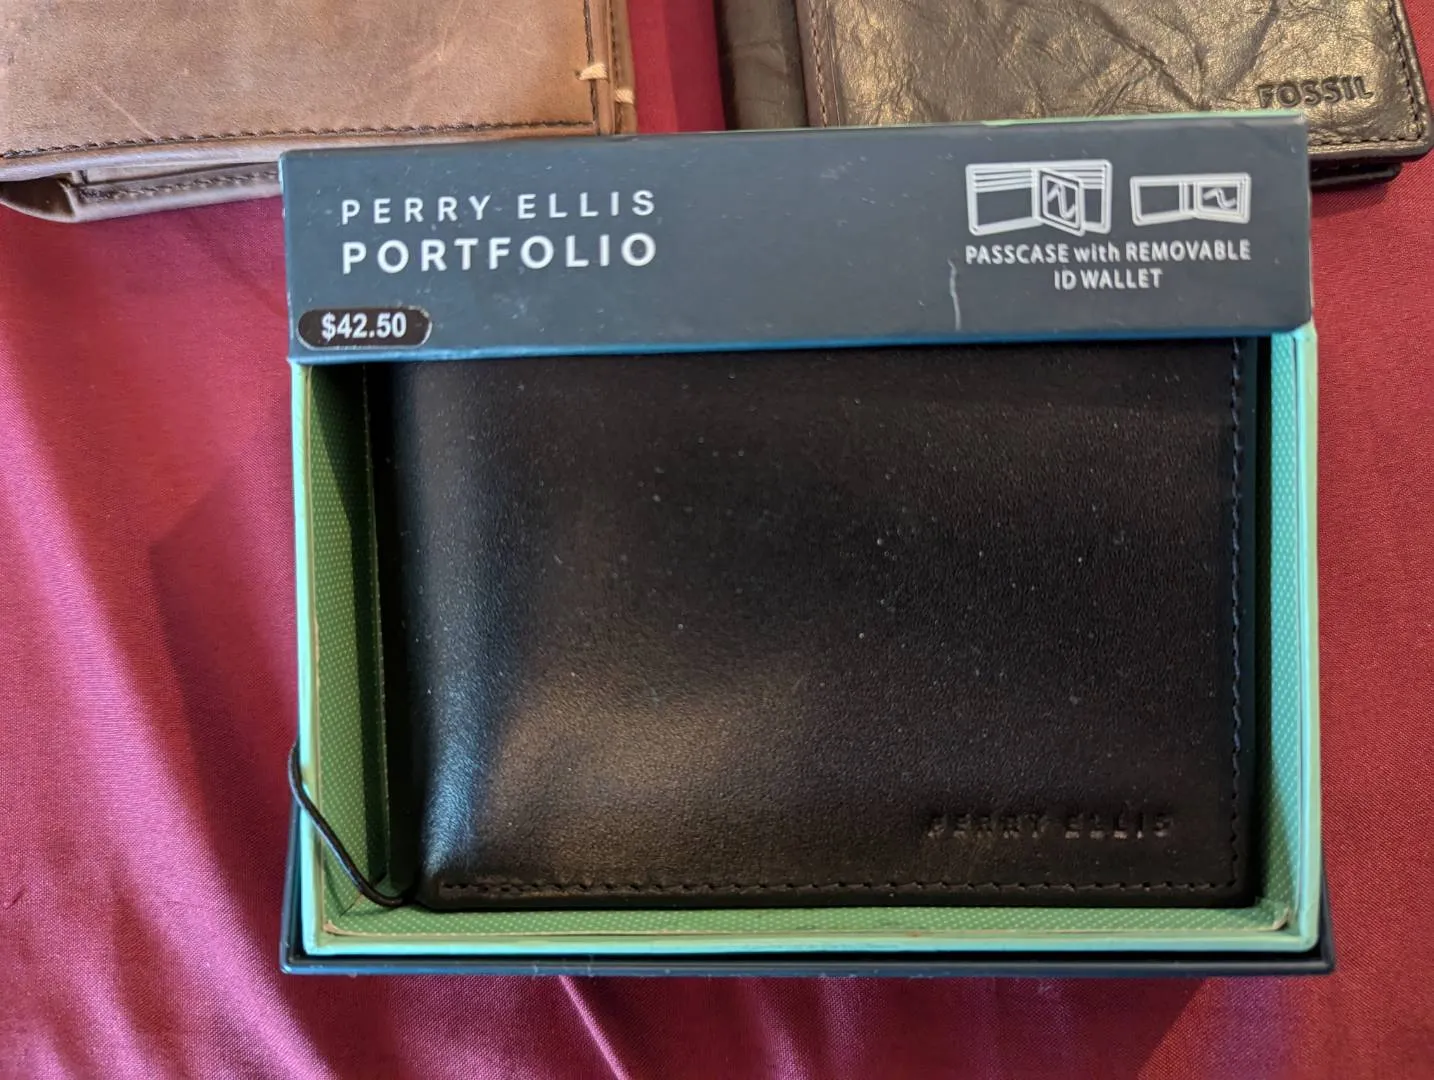 FOSSIL
PERRY ELLIS
PORTFOLIO
PASSCASE with REMOVABLE
ID WALLET
$42.50
PERRY ELLIS